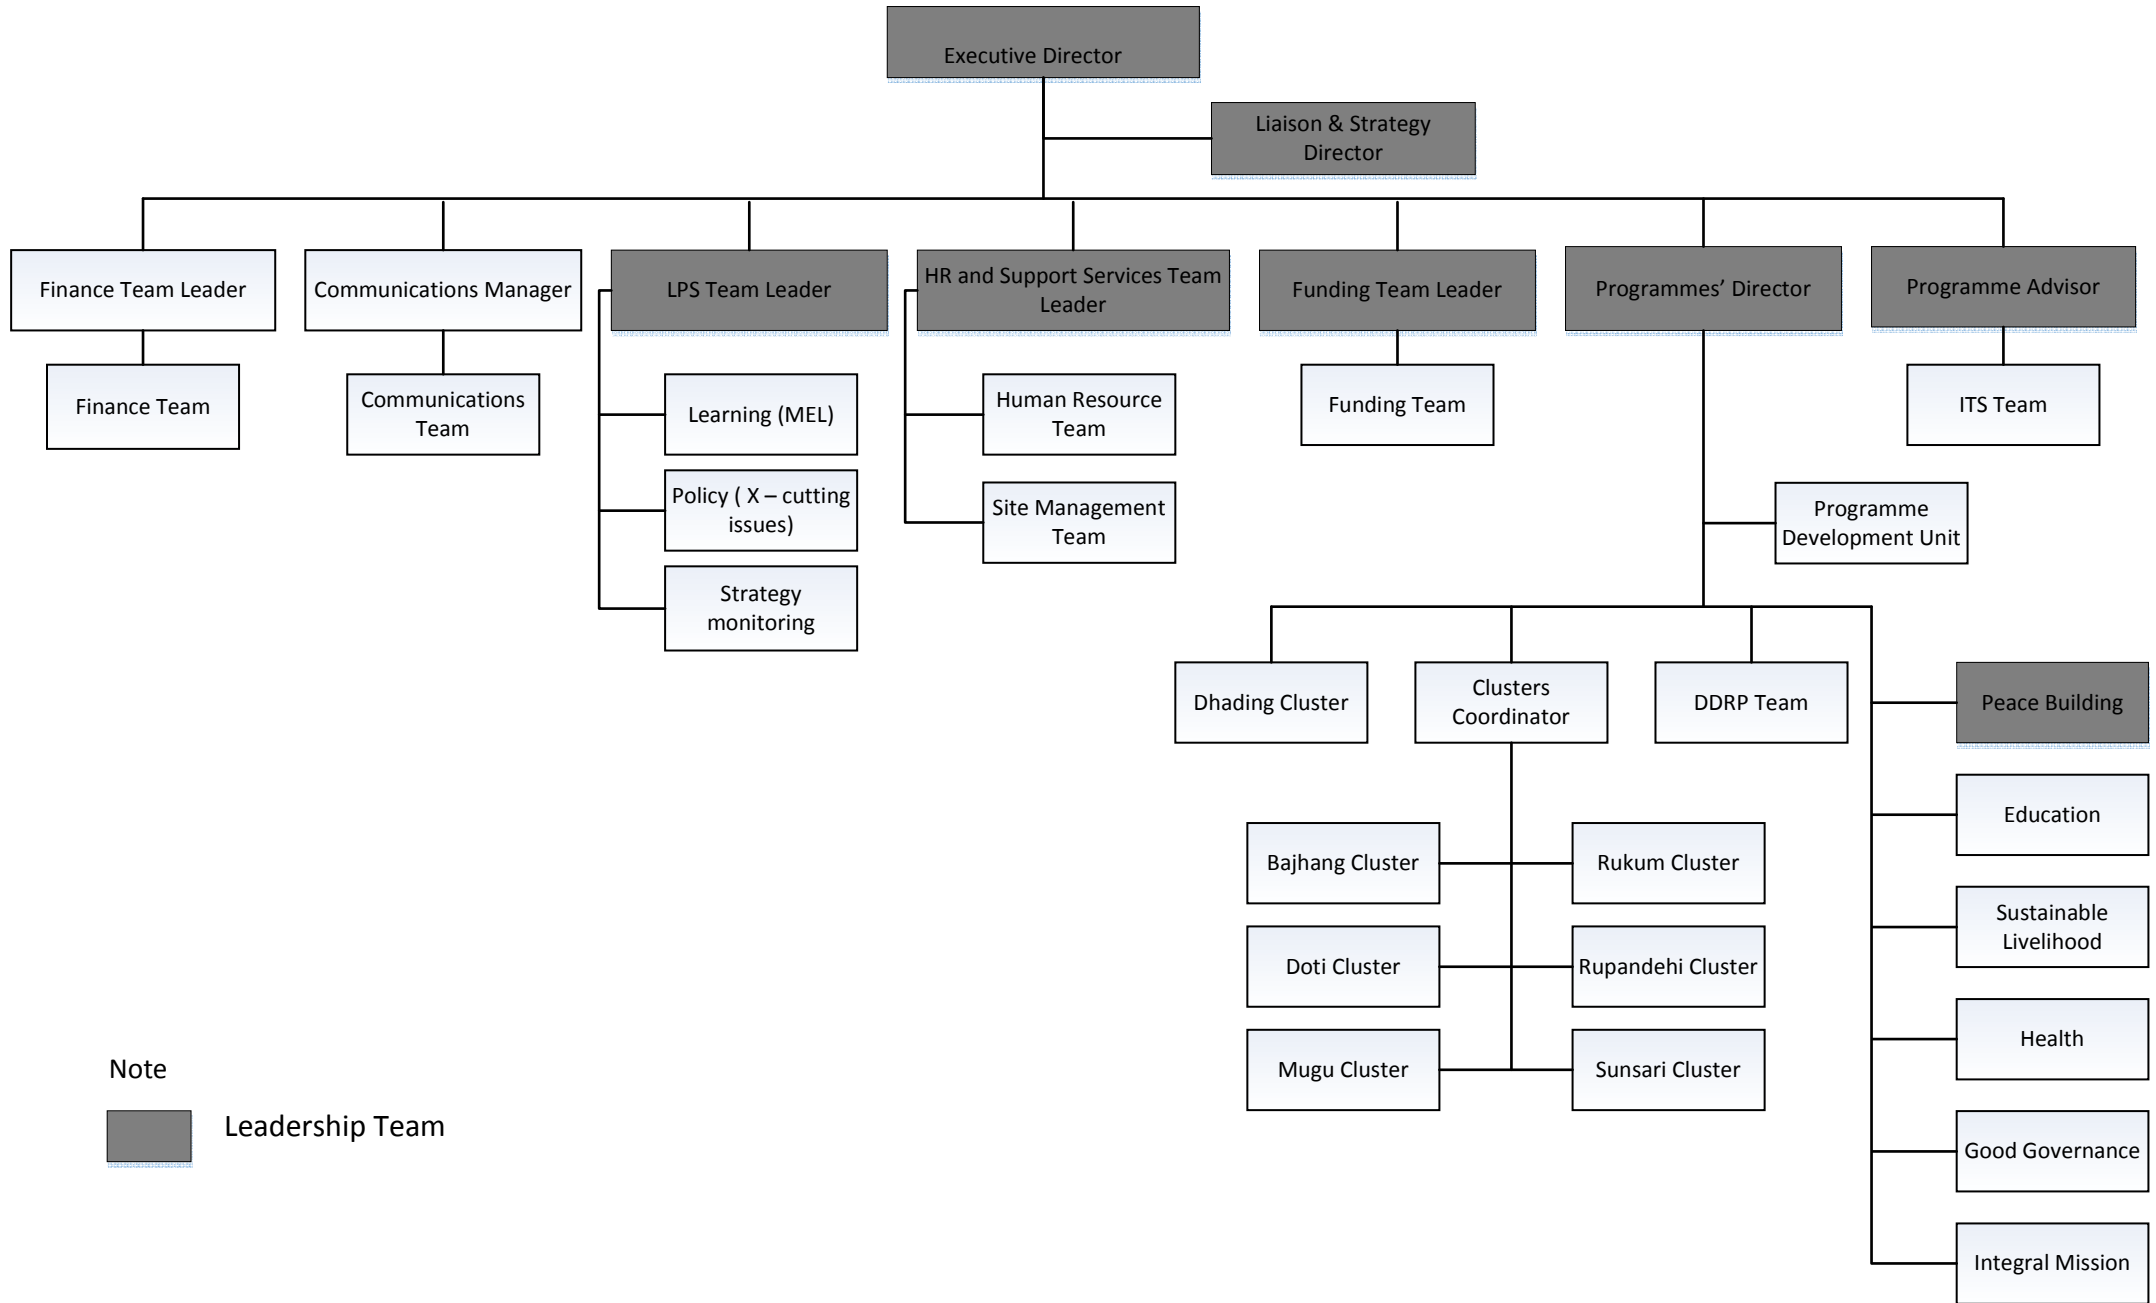 Executive Director
Liaison & Strategy
Director
Finance Team Leader
Communications Manager
LPS Team Leader
HR and Support Services Team
Leader
Funding Team Leader
Programmes’ Director
Programme Advisor
Finance Team
Communications
Team
Learning (MEL)
Human Resource
Team
Funding Team
ITS Team
Policy ( X – cutting
issues)
Site Management
Team
Programme
Development Unit
Strategy
monitoring
Dhading Cluster
Clusters
Coordinator
DDRP Team
Peace Building
Education
Bajhang Cluster
Rukum Cluster
Sustainable
Livelihood
Doti Cluster
Rupandehi Cluster
Health
Mugu Cluster
Sunsari Cluster
Good Governance
Integral Mission
Note
Leadership Team